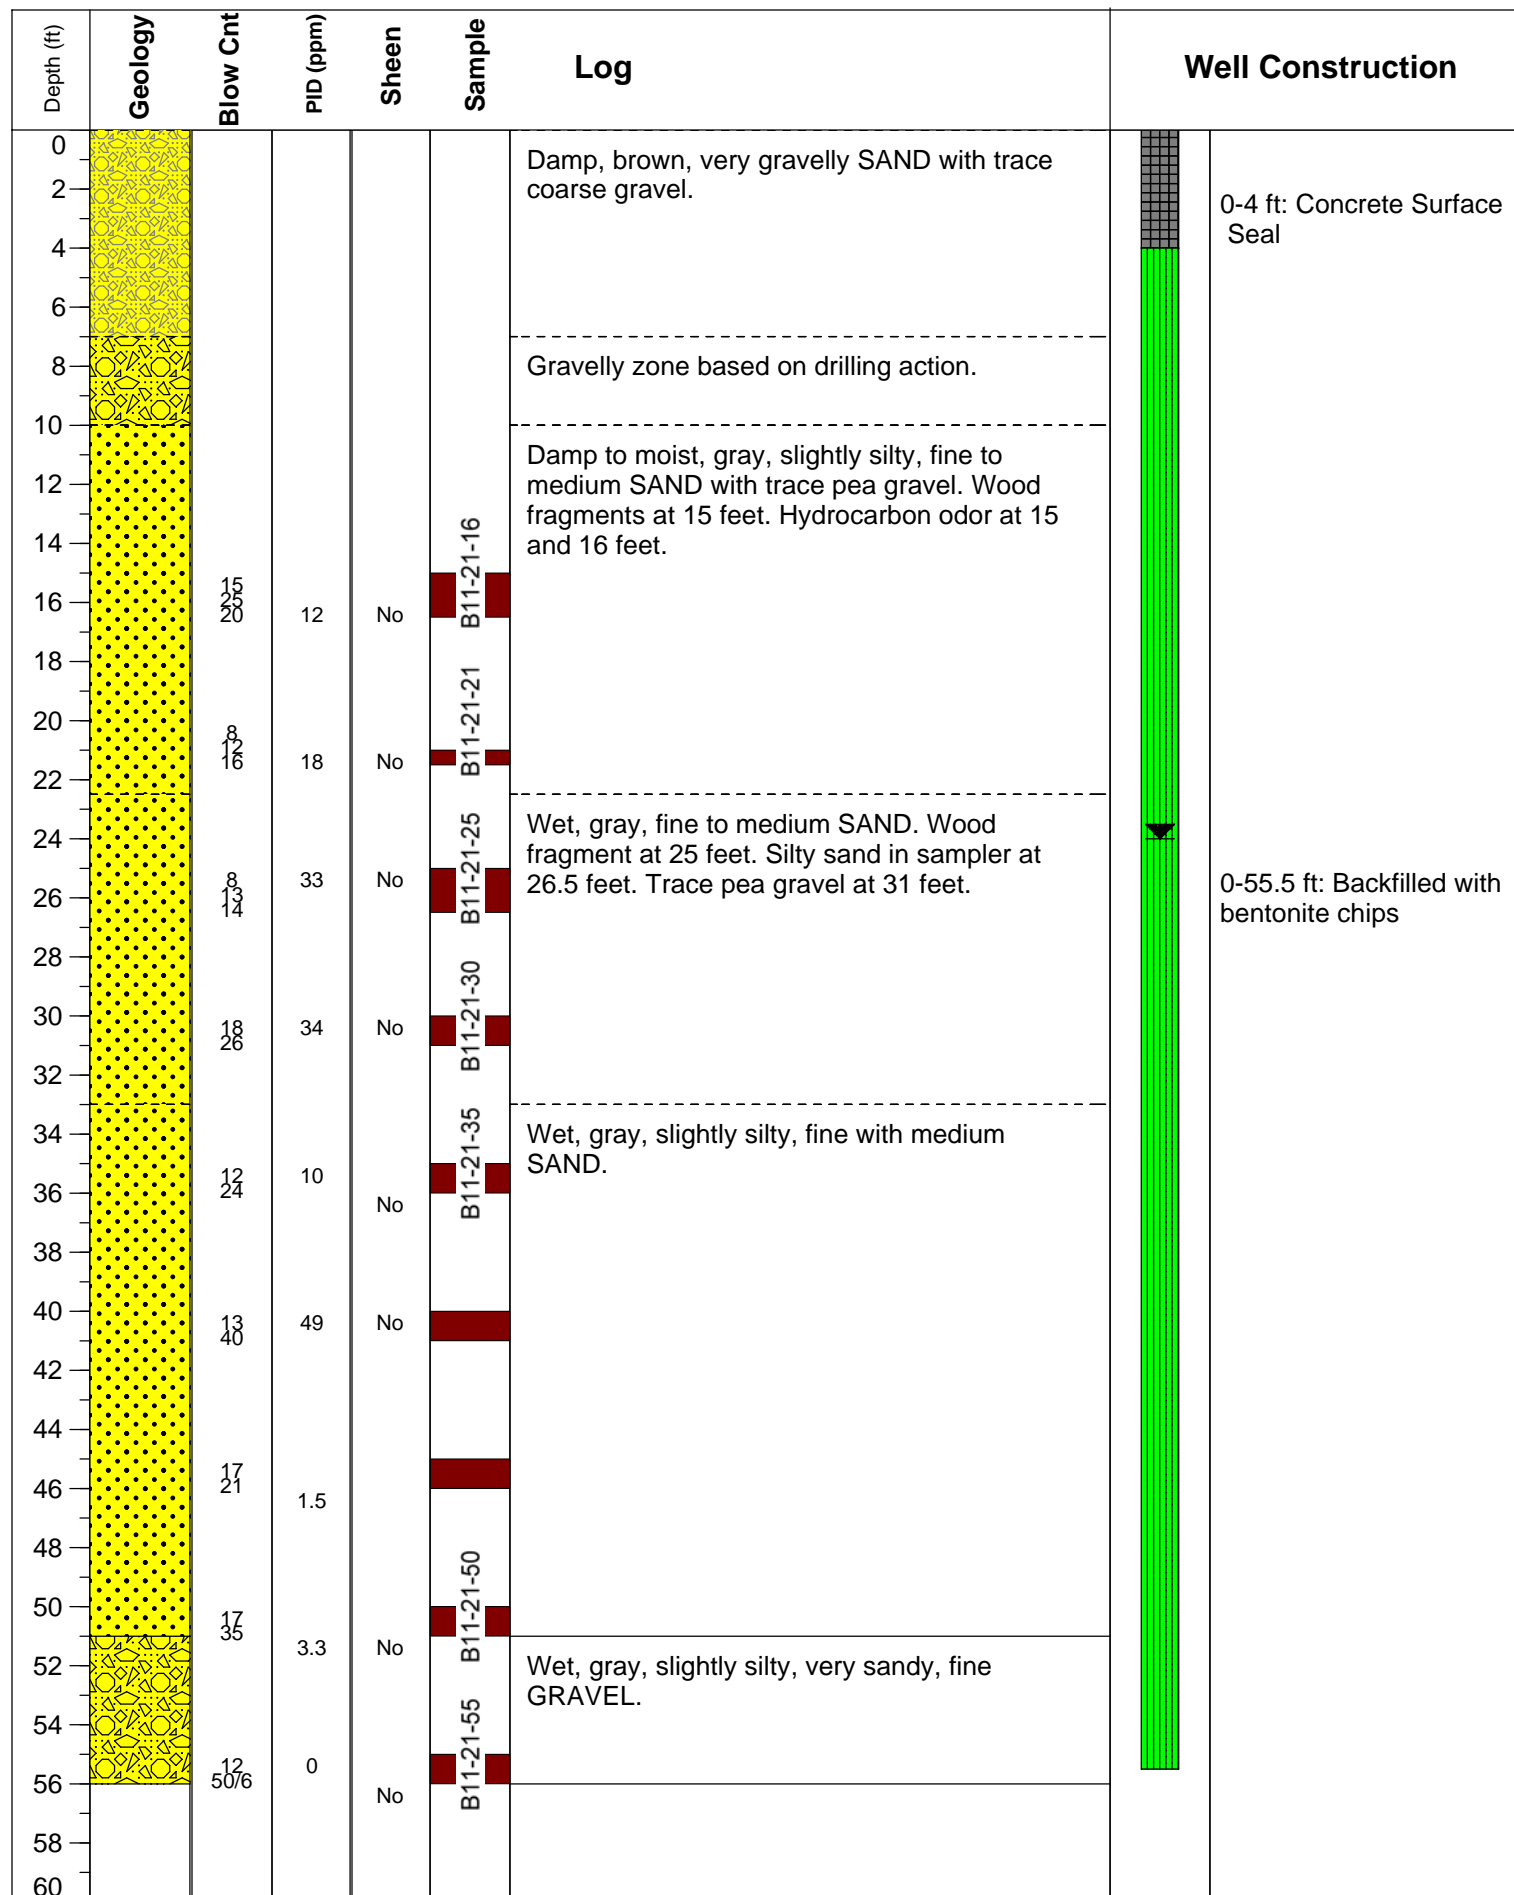 Depth (ft)
Geology
Blow Cnt
PID (ppm)
Sheen
Sample
Log
Well Construction
0
2
4
6
8
10
12
14
16
18
20
22
24
26
28
30
32
34
36
38
40
42
44
46
48
50
52
54
56
58
60
15
25
20
8
12
16
8
13
14
18
26
12
24
13
40
17
21
17
35
12
50/6
12
18
33
34
10
49
1.5
3.3
0
No
No
No
No
No
No
No
No
B11-21-16
B11-21-21
B11-21-25
B11-21-30
B11-21-35
B11-21-50
B11-21-55
Damp, brown, very gravelly SAND with trace
coarse gravel.
Gravelly zone based on drilling action.
Damp to moist, gray, slightly silty, fine to
medium SAND with trace pea gravel. Wood
fragments at 15 feet. Hydrocarbon odor at 15
and 16 feet.
Wet, gray, fine to medium SAND. Wood
fragment at 25 feet. Silty sand in sampler at
26.5 feet. Trace pea gravel at 31 feet.
Wet, gray, slightly silty, fine with medium
SAND.
Wet, gray, slightly silty, very sandy, fine
GRAVEL.
0-4 ft: Concrete Surface
Seal
0-55.5 ft: Backfilled with
bentonite chips